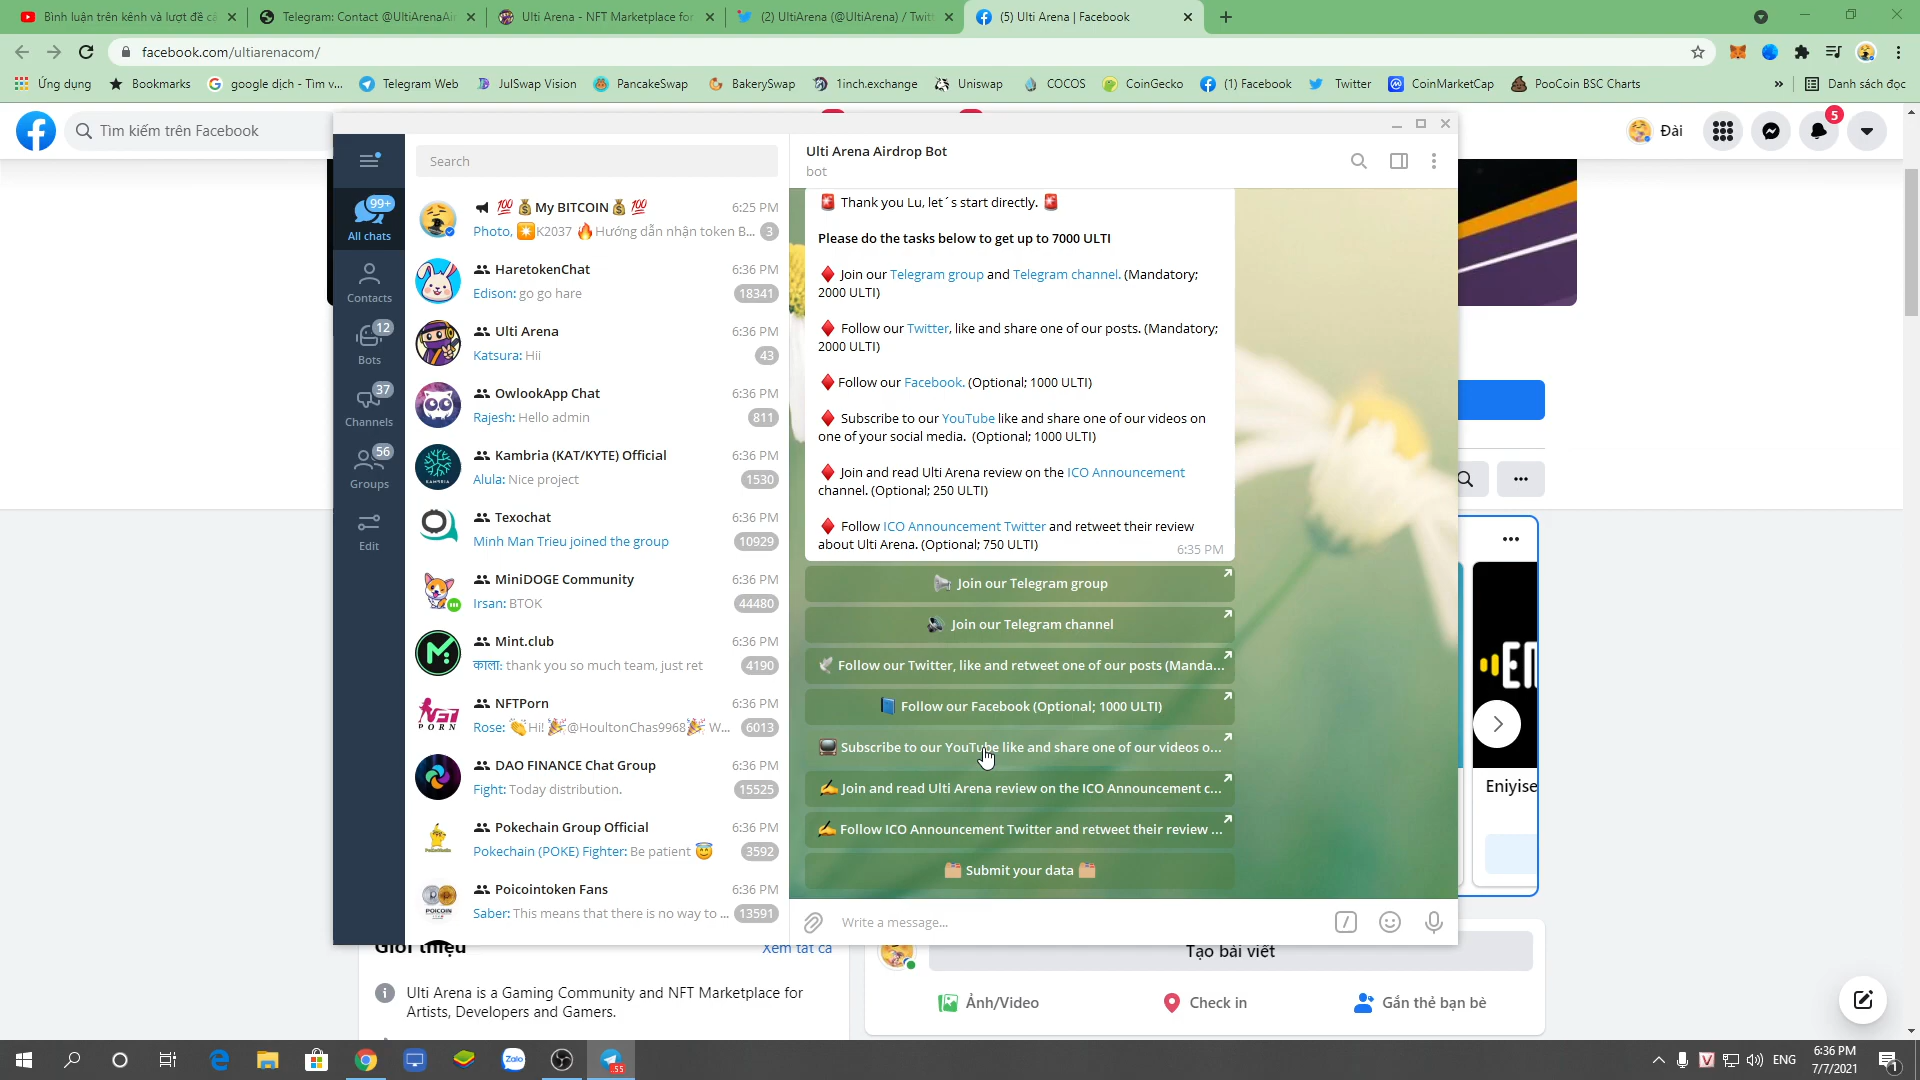 Bình luận trên kênh và lượt đề cá
Telegram: Contact @UltiArenaAir
Ulti Arena - NFT Marketplace for
(2) UltiArena (@UltiArena) / Twitt
(5) Ulti Arena | Facebook
facebook.com/ultiarenacom/
Ứng dụng
Bookmarks
google dịch - Tìm v...
Telegram Web
JulSwap Vision
PancakeSwap
BakerySwap
1inch.exchange
Uniswap
COCOS
CoinGecko
(1) Facebook
Twitter
CoinMarketCap
PooCoin BSC Charts
»
Danh sách đọc
Tìm kiếm trên Facebook
Đài
5
99+
All chats
Contacts
12
Bots
37
Channels
56
Groups
Edit
Search
💯💰My BITCOIN💰💯 6:25 PM
Photo, K2037 🔥Hướng dẫn nhận token B... 3
HaretokenChat 6:36 PM
Edison: go go hare 18341
Ulti Arena 6:36 PM
Katsura: Hii 43
OwlookApp Chat 6:36 PM
Rajesh: Hello admin 811
Kambria (KAT/KYTE) Official 6:36 PM
Alula: Nice project 1530
KAMBRIA
Texochat 6:36 PM
Minh Man Trieu joined the group 10929
MiniDOGE Community 6:36 PM
Irsan: BTOK 44480
Mint.club 6:36 PM
काला: thank you so much team, just ret 4190
NFTPorn 6:36 PM
Rose: 👏Hi! 🎉@HoultonChas9968🎉 W... 6013
PORN
DAO FINANCE Chat Group 6:36 PM
Fight: Today distribution. 15525
Pokechain Group Official 6:36 PM
Pokechain (POKE) Fighter: Be patient 😇 3592
Poicointoken Fans 6:36 PM
Saber: This means that there is no way to ... 13591
POICOIN
Ulti Arena Airdrop Bot
bot
🚨 Thank you Lu, let´s start directly. 🚨
Please do the tasks below to get up to 7000 ULTI
♦️ Join our Telegram group and Telegram channel. (Mandatory;
2000 ULTI)
♦️ Follow our Twitter, like and share one of our posts. (Mandatory;
2000 ULTI)
♦️Follow our Facebook. (Optional; 1000 ULTI)
♦️ Subscribe to our YouTube like and share one of our videos on
one of your social media. (Optional; 1000 ULTI)
♦️ Join and read Ulti Arena review on the ICO Announcement
channel. (Optional; 250 ULTI)
♦️ Follow ICO Announcement Twitter and retweet their review
about Ulti Arena. (Optional; 750 ULTI)
6:35 PM
Join our Telegram group
🔊 Join our Telegram channel
🕊 Follow our Twitter, like and retweet one of our posts (Manda...
📘 Follow our Facebook (Optional; 1000 ULTI)
📺 Subscribe to our YouTube like and share one of our videos o...
✍️ Join and read Ulti Arena review on the ICO Announcement c...
✍️ Follow ICO Announcement Twitter and retweet their review ...
🗂 Submit your data 🗂
Write a message...
Eniyise
Giới thiệu
Xem tất cả
Ulti Arena is a Gaming Community and NFT Marketplace for
Artists, Developers and Gamers.
Tạo bài viết
Ảnh/Video
Check in
Gắn thẻ bạn bè
Zalo
55
ENG
6:36 PM
7/7/2021
1